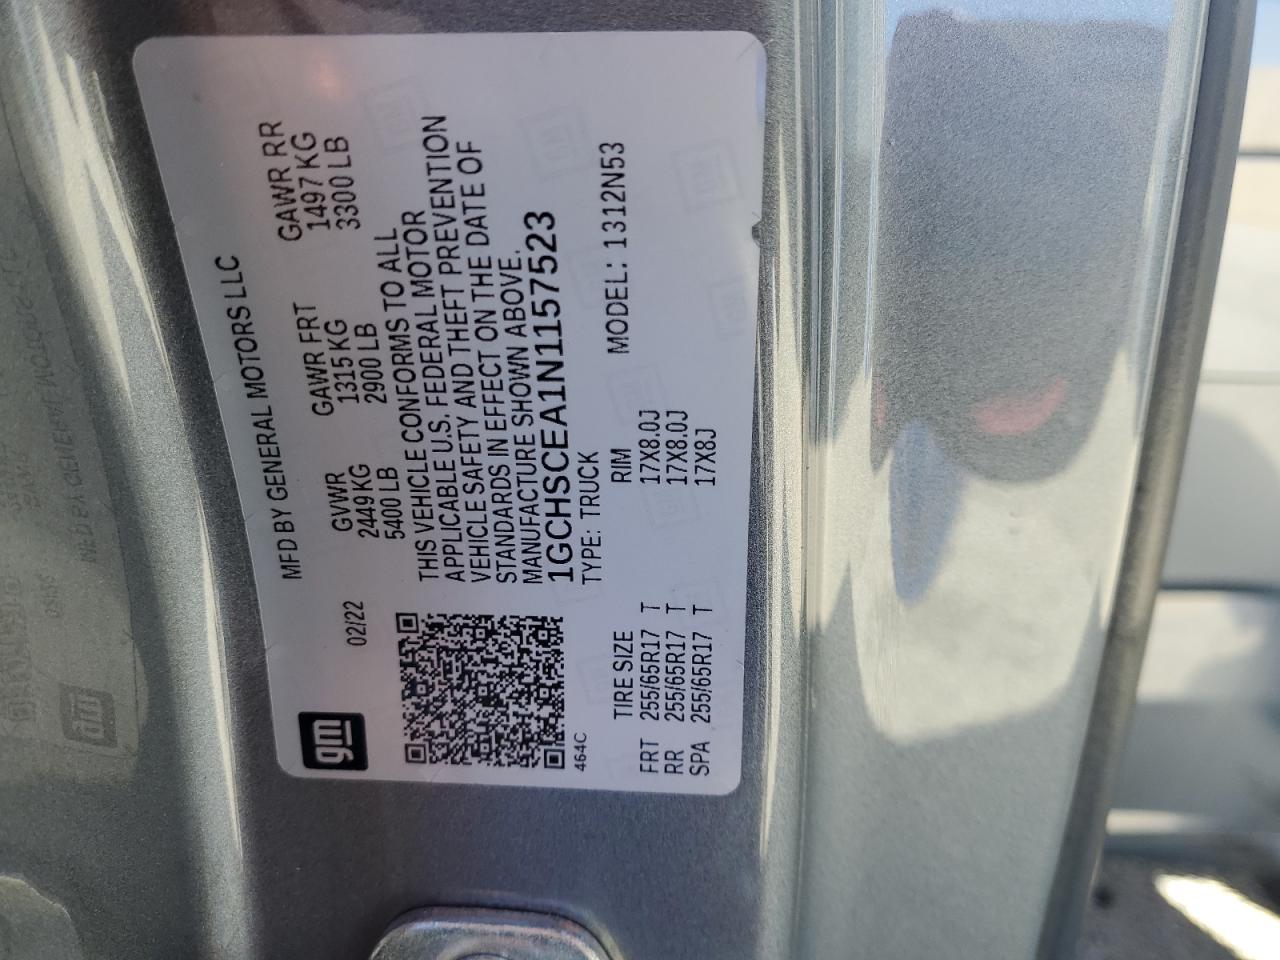 gm
MFD BY GENERAL MOTORS LLC
02/22 GVWR GAWR FRT GAWR RR
2449 KG 1315 KG 1497 KG
5400 LB 2900 LB 3300 LB
THIS VEHICLE CONFORMS TO ALL
APPLICABLE U.S. FEDERAL MOTOR
VEHICLE SAFETY AND THEFT PREVENTION
STANDARDS IN EFFECT ON THE DATE OF
MANUFACTURE SHOWN ABOVE.
1GCHSCEA1N1157523
464C TYPE: TRUCK MODEL: 1312N53
TIRE SIZE RIM
FRT 255/65R17 T 17X8.0J
RR 255/65R17 T 17X8.0J
SPA 255/65R17 T 17X8J